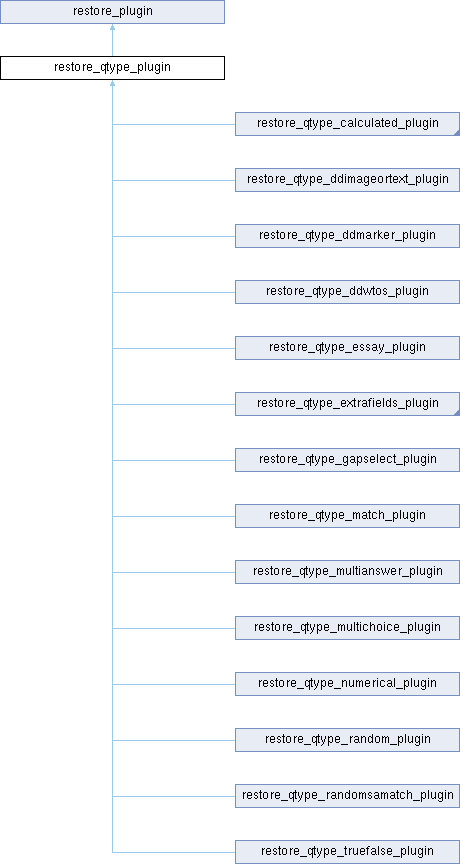 restore_plugin
restore_qtype_plugin
restore_qtype_calculated_plugin
restore_qtype_ddimageortext_plugin
restore_qtype_ddmarker_plugin
restore_qtype_ddwtos_plugin
restore_qtype_essay_plugin
restore_qtype_extrafields_plugin
restore_qtype_gapselect_plugin
restore_qtype_match_plugin
restore_qtype_multianswer_plugin
restore_qtype_multichoice_plugin
restore_qtype_numerical_plugin
restore_qtype_random_plugin
restore_qtype_randomsamatch_plugin
restore_qtype_truefalse_plugin